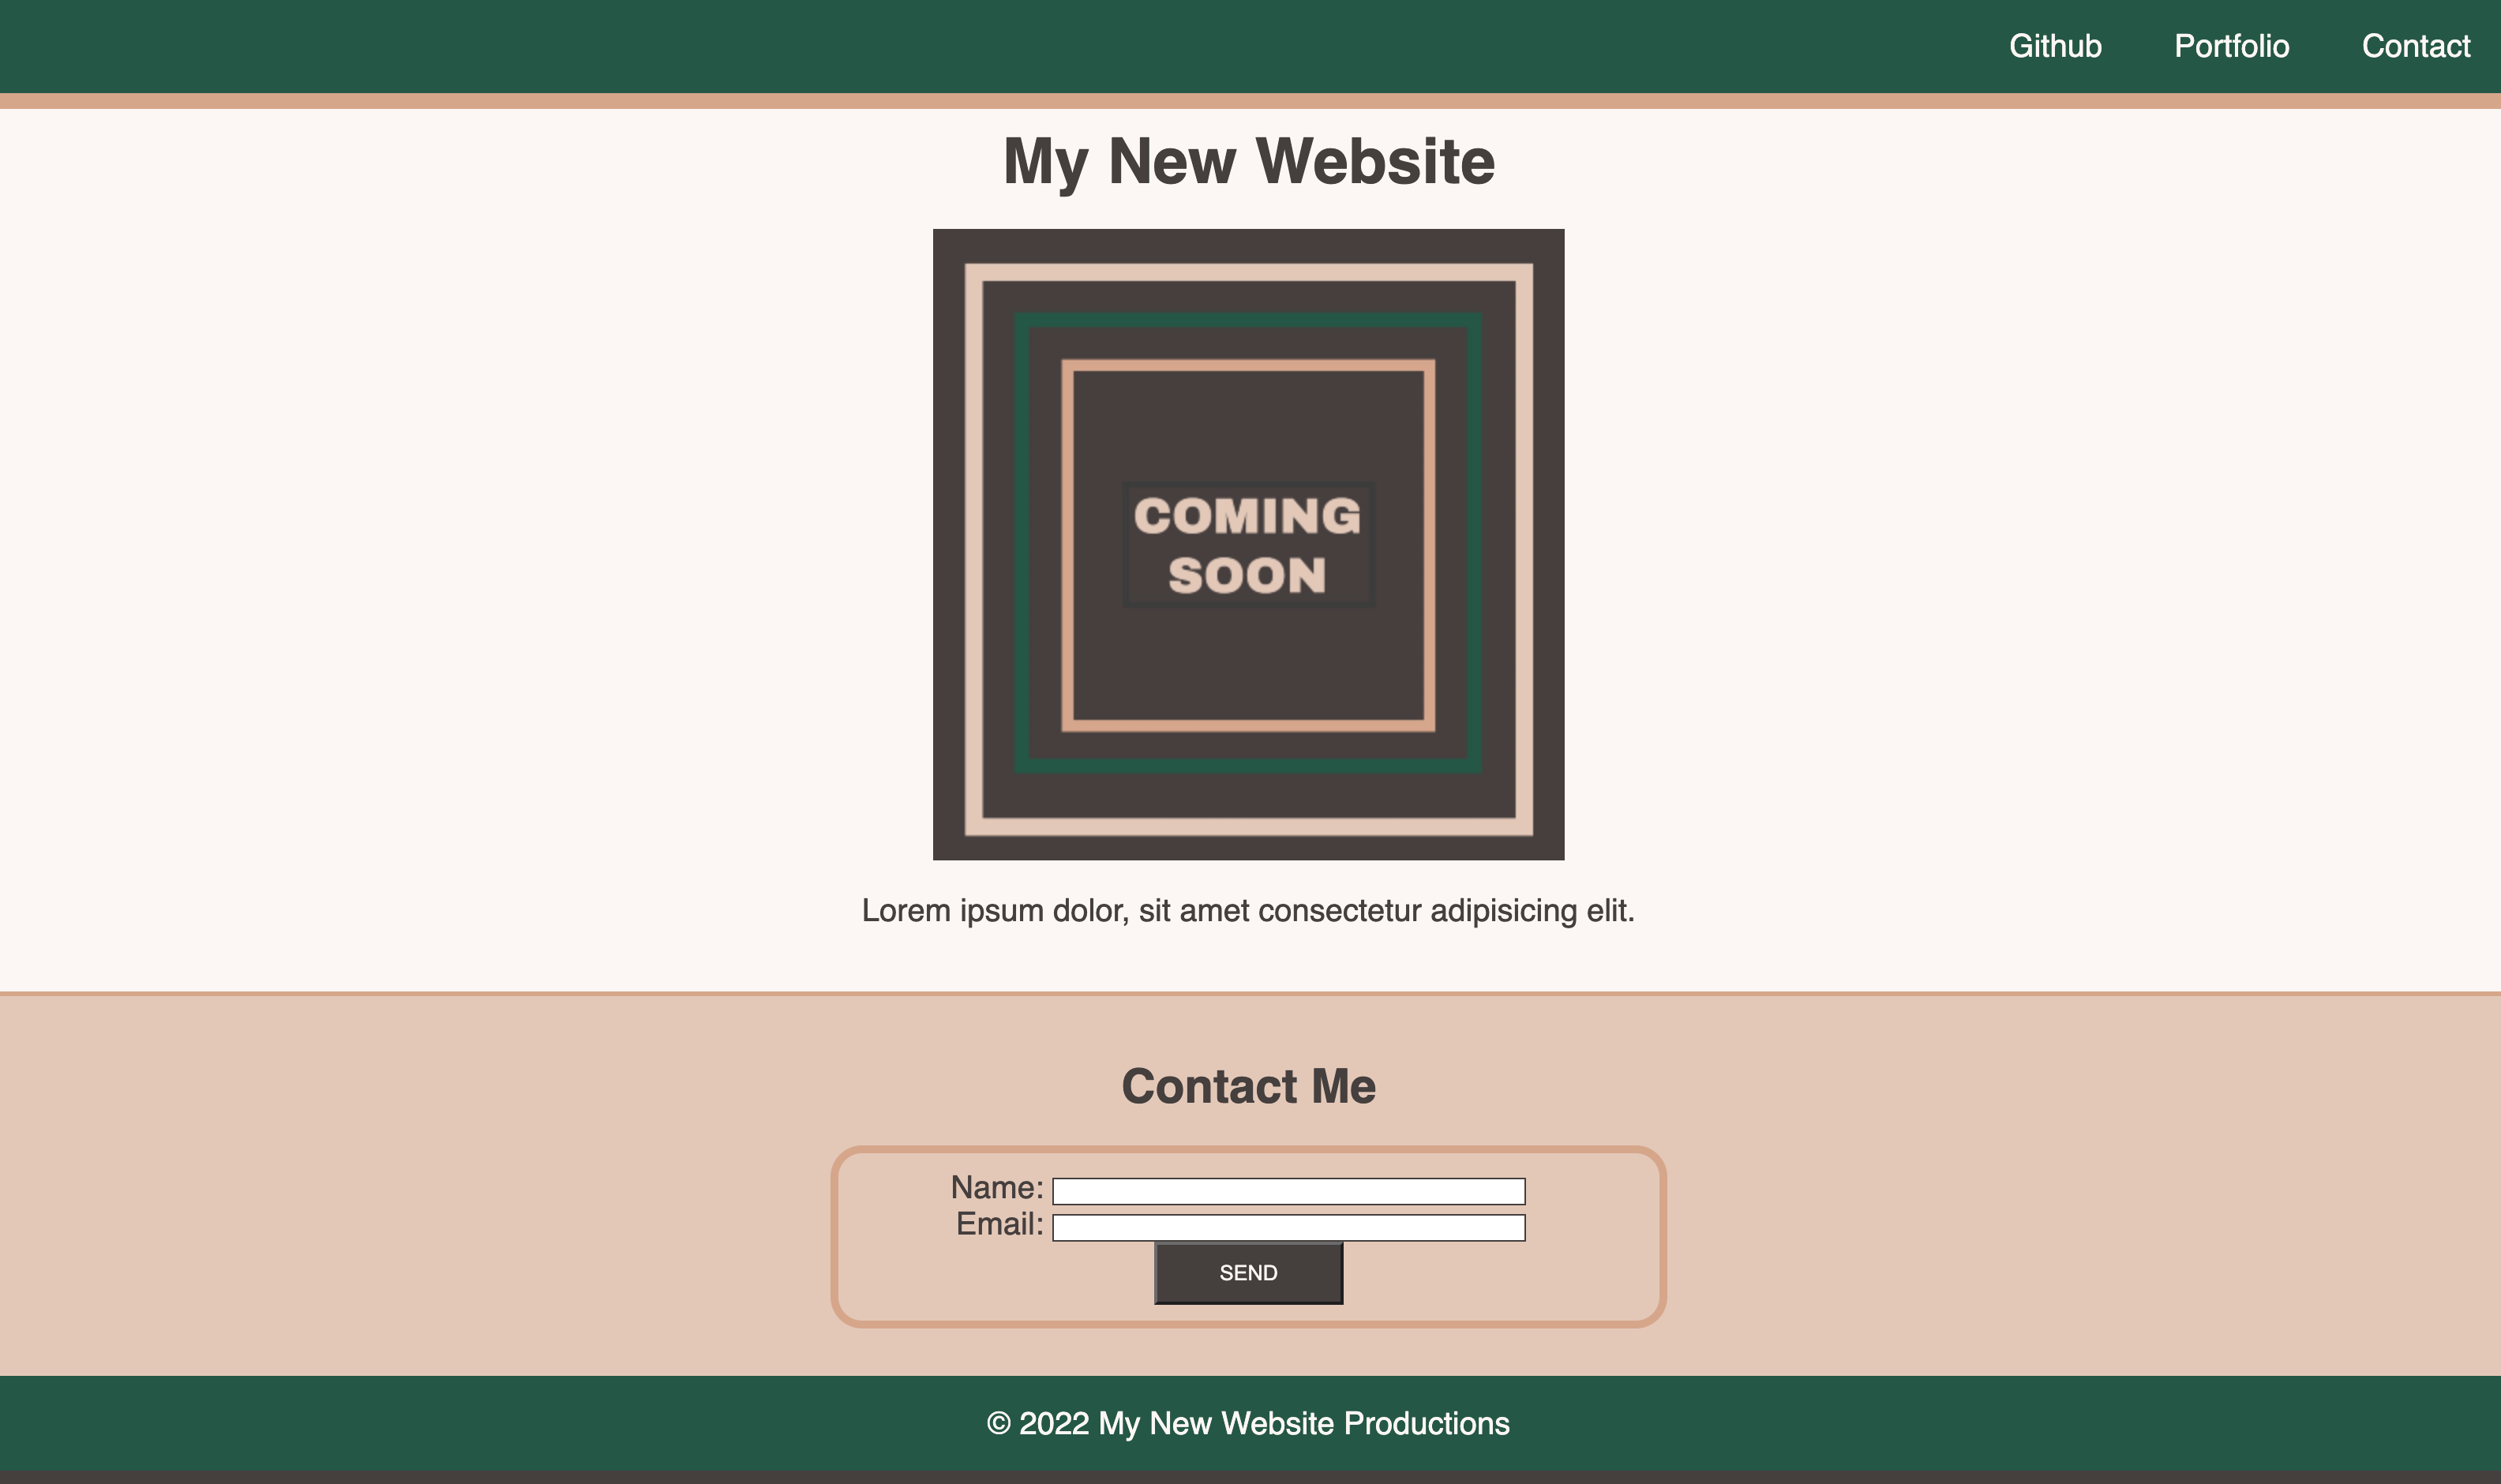 Github Portfolio Contact
My New Website
COMING
SOON
Lorem ipsum dolor, sit amet consectetur adipisicing elit.
Contact Me
Name:
Email:
SEND
© 2022 My New Website Productions